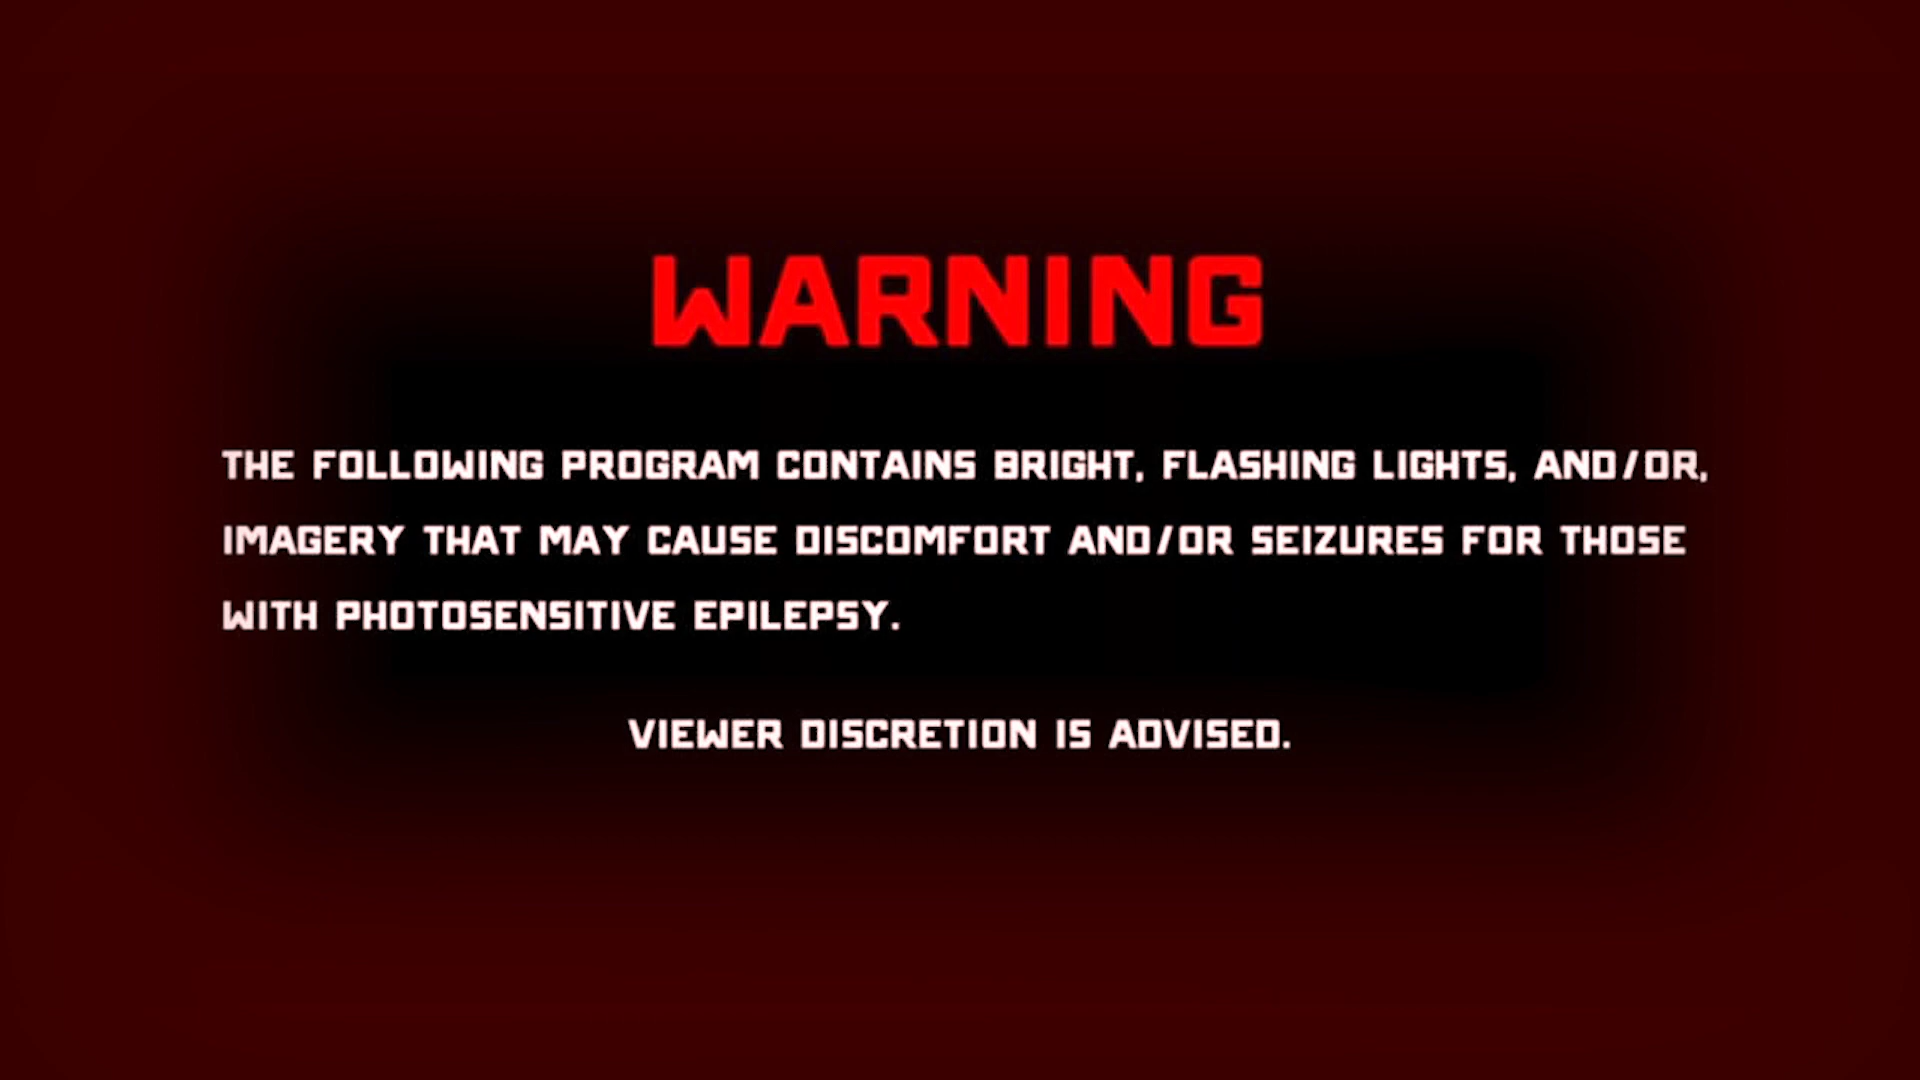 WARNING
THE FOLLOWING PROGRAM CONTAINS BRIGHT, FLASHING LIGHTS, AND/OR,
IMAGERY THAT MAY CAUSE DISCOMFORT AND/OR SEIZURES FOR THOSE
WITH PHOTOSENSITIVE EPILEPSY.
VIEWER DISCRETION IS ADVISED.